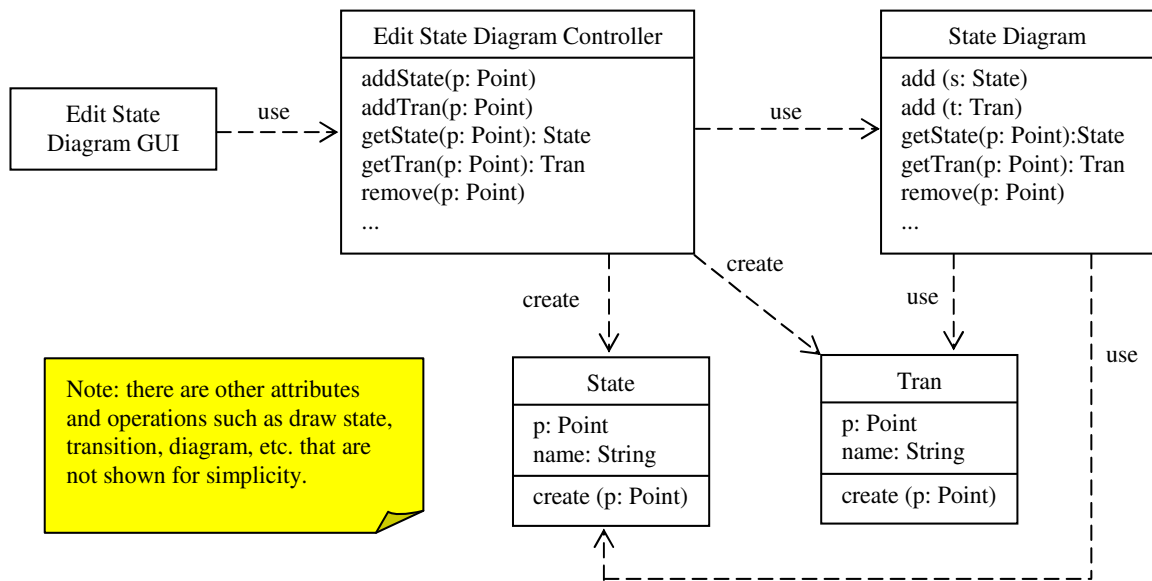 Edit State
Diagram GUI
use
Edit State Diagram Controller
addState(p: Point)
addTran(p: Point)
getState(p: Point): State
getTran(p: Point): Tran
remove(p: Point)
...
use
State Diagram
add (s: State)
add (t: Tran)
getState(p: Point):State
getTran(p: Point): Tran
remove(p: Point)
...
create
create
use
use
Note: there are other attributes
and operations such as draw state,
transition, diagram, etc. that are
not shown for simplicity.
State
p: Point
name: String
create (p: Point)
Tran
p: Point
name: String
create (p: Point)